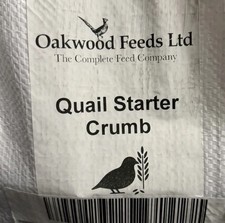 Oakwood Feeds Ltd
The Complete Feed Company
Quail Starter
Crumb